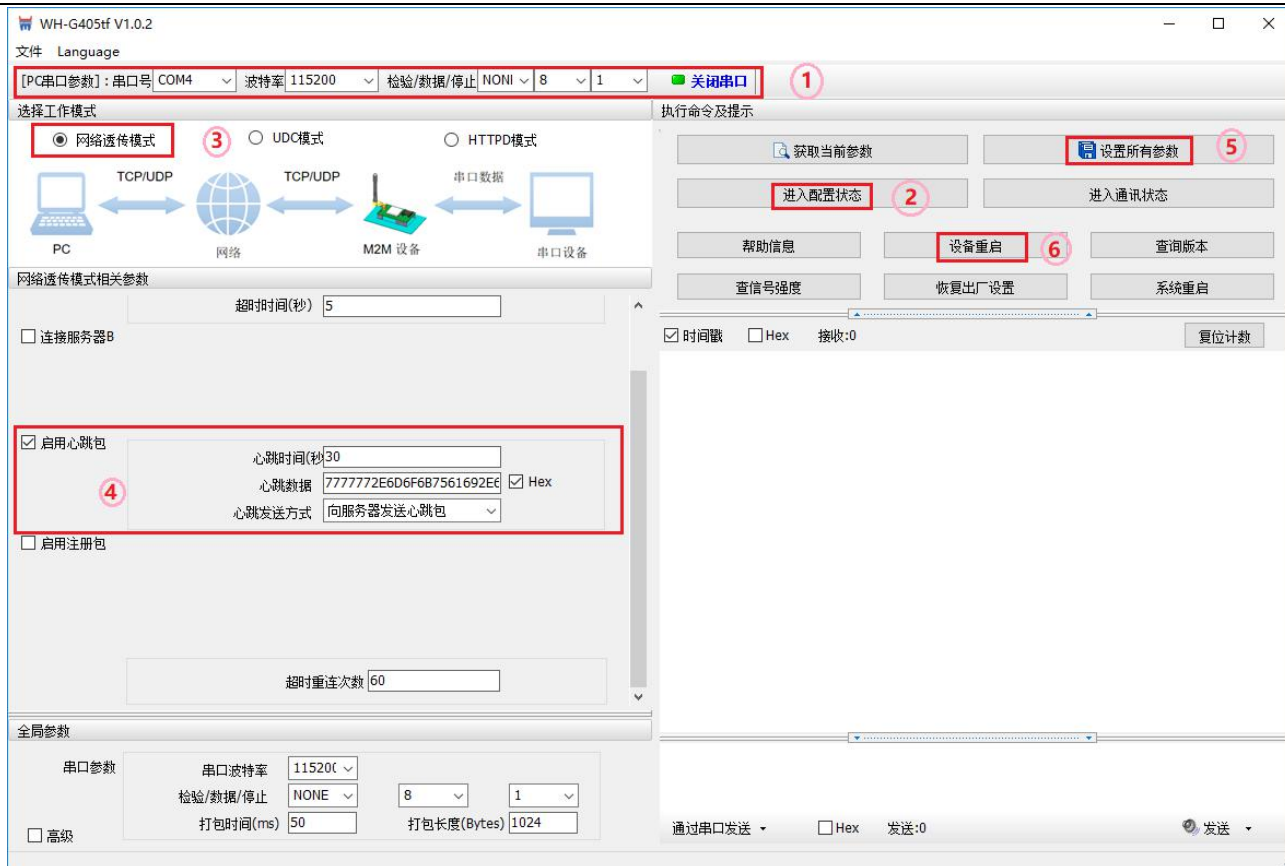 WH-G405tf V1.0.2
文件 Language
[PC串口参数]：串口号 COM4 波特率 115200 检验/数据/停止 NONI 8 1 关闭串口 1
选择工作模式
网络透传模式 3 UDC模式 HTTPD模式
TCP/UDP TCP/UDP 串口数据
PC 网络 M2M 设备 串口设备
网络透传模式相关参数
超时时间(秒) 5
连接服务器B
启用心跳包
心跳时间(秒 30
心跳数据 7777772E6D6F6B7561692E6 Hex
4
心跳发送方式 向服务器发送心跳包
启用注册包
超时重连次数 60
全局参数
串口参数 串口波特率 11520(
检验/数据/停止 NONE 8 1
打包时间(ms) 50 打包长度(Bytes) 1024
高级
执行命令及提示
获取当前参数 设置所有参数 5
进入配置状态 2 进入通讯状态
帮助信息 设备重启 6 查询版本
查信号强度 恢复出厂设置 系统重启
时间戳 Hex 接收:0 复位计数
通过串口发送 Hex 发送:0 发送